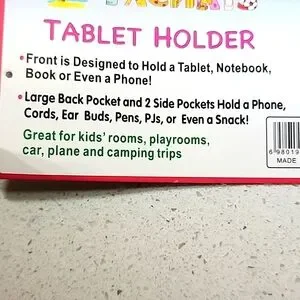 TABLET HOLDER
• Front is Designed to Hold a Tablet, Notebook,
Book or Even a Phone!
• Large Back Pocket and 2 Side Pockets Hold a Phone,
Cords, Ear Buds, Pens, PJs, or Even a Snack!
Great for kids' rooms, playrooms,
car, plane and camping trips
6 98019
MADE